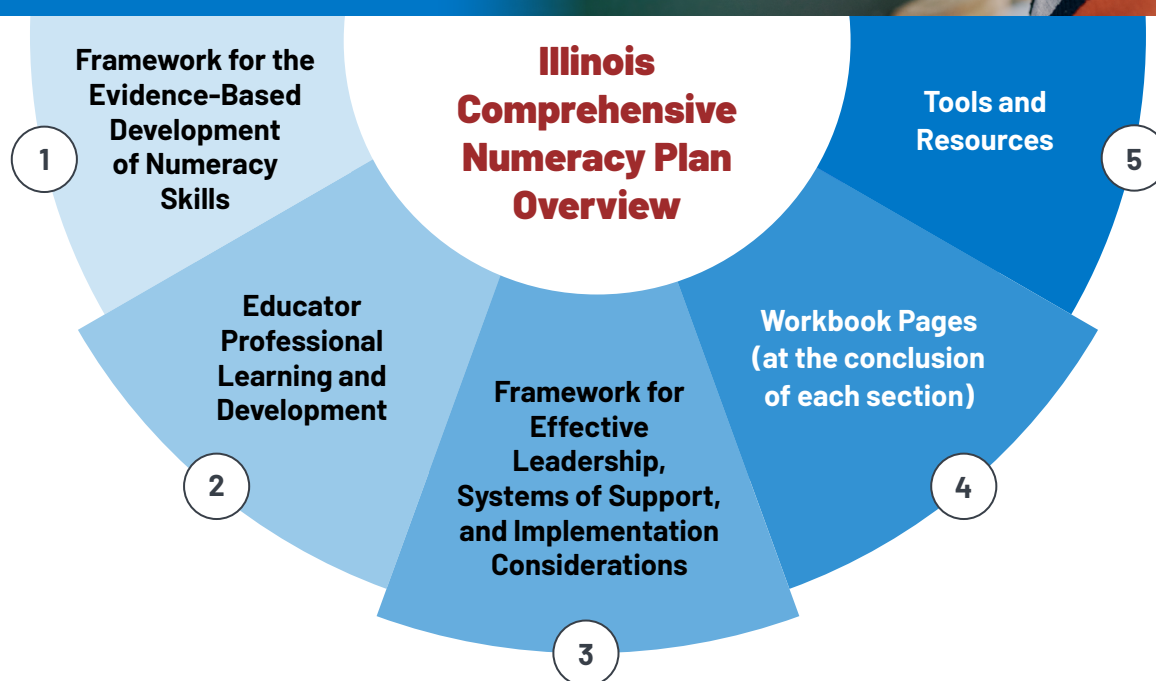 Illinois
Comprehensive
Numeracy Plan
Overview
Framework for the
Evidence-Based
Development
of Numeracy
Skills
1
Educator
Professional
Learning and
Development
2
Framework for
Effective
Leadership,
Systems of Support,
and Implementation
Considerations
3
Workbook Pages
(at the conclusion
of each section)
4
Tools and
Resources
5